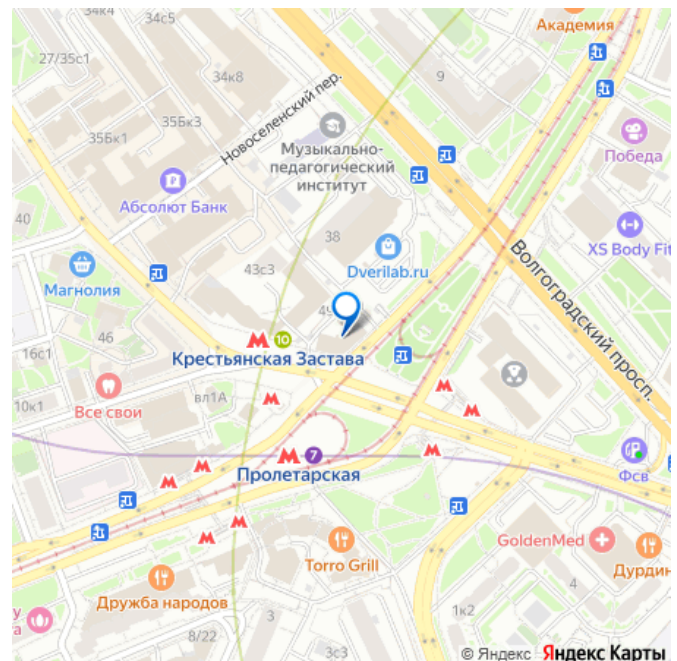 Академия
34с4
34с5
27/35с1
34к8
9
Новоселенский пер.
35Бк3
35Бк1
Музыкально-
педагогический
институт
Победа
Абсолют Банк
40
38
Dverilab.ru
XS Body Fit
Волгоградский просп.
43с3
Магнолия
49
46
10
Крестьянская Застава
16с1
10к1
Все свои
вл1А
7
Пролетарская
Фсв
GoldenMed
Torro Grill
Дурдин
4
Дружба народов
1к2
3
8/22
3с3
© Яндекс Яндекс Карты